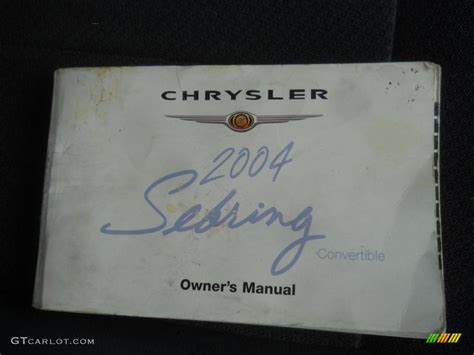 CHRYSLER
2004
Sebring
Convertible
Owner's Manual
GTCARLOT.COM